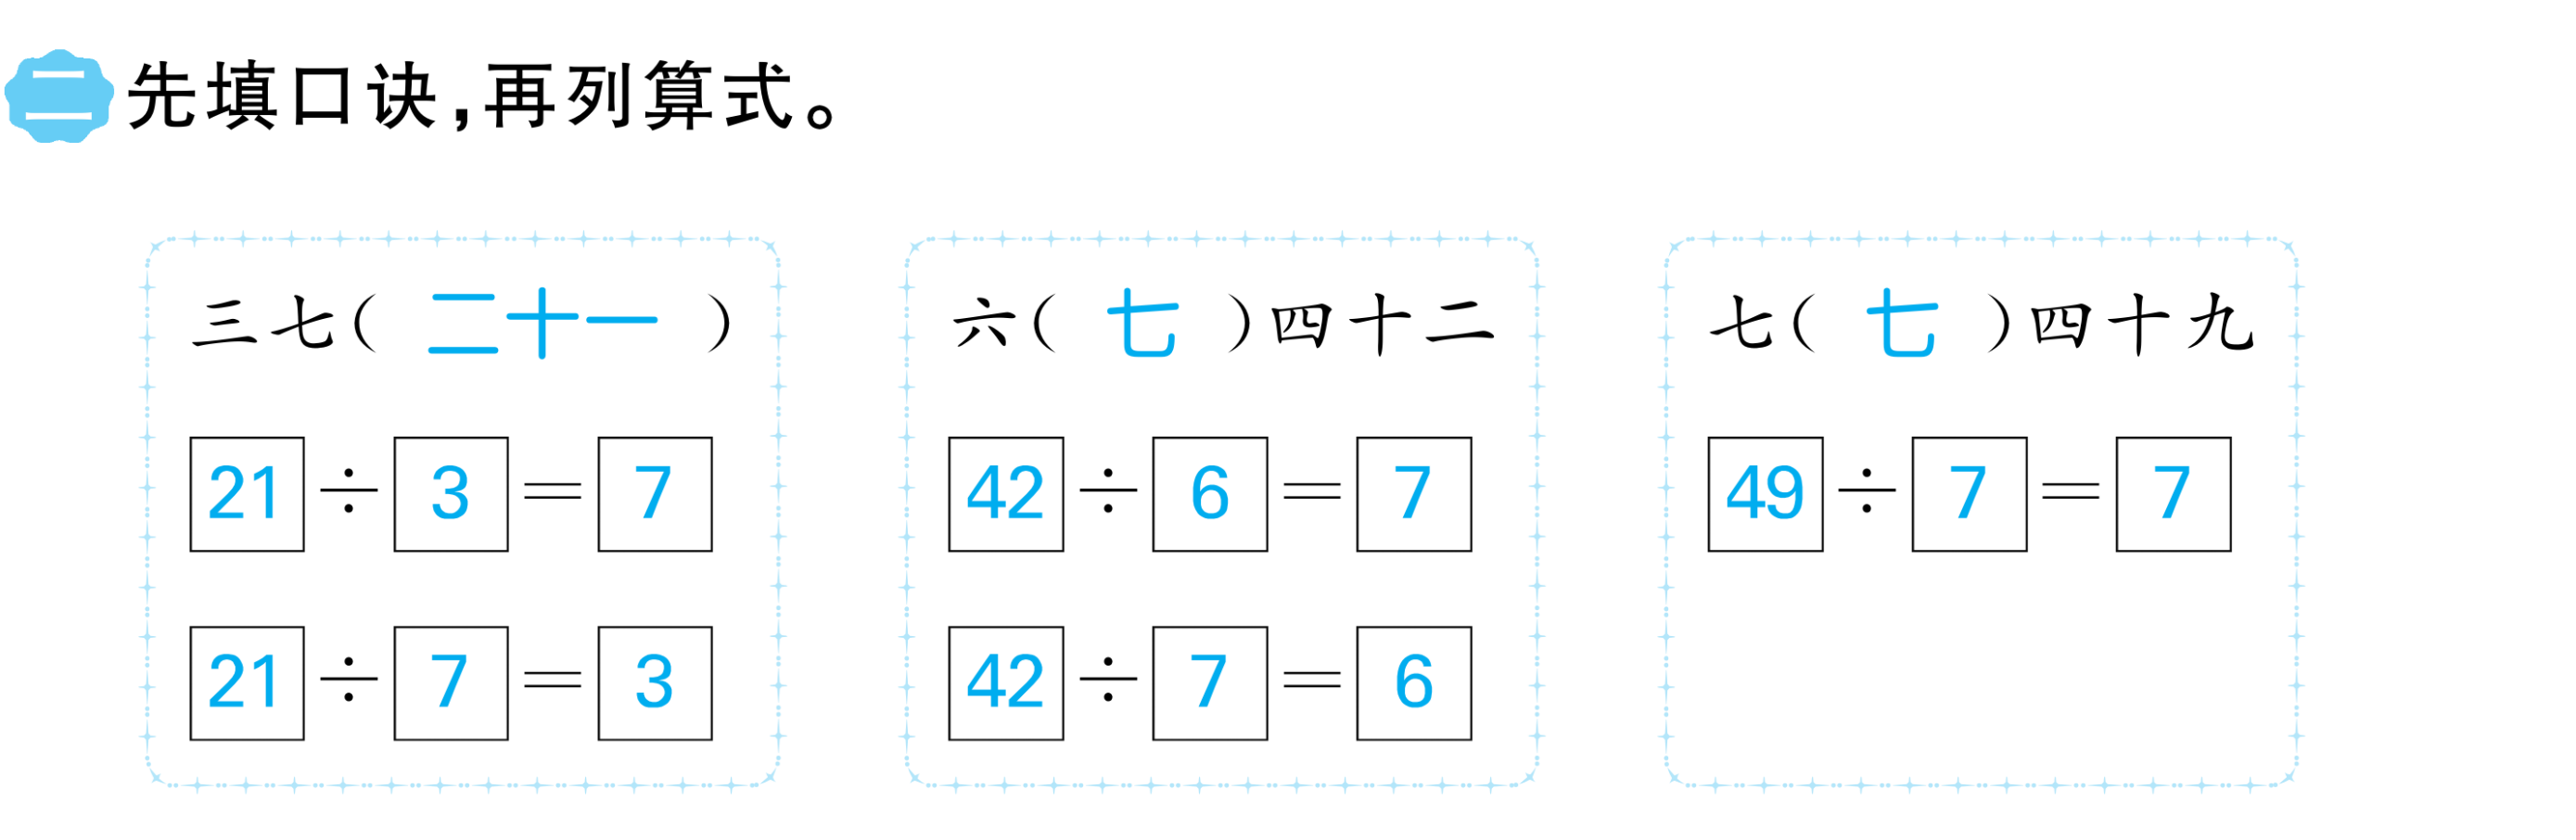 二 先填口诀,再列算式。
三七( 二十一 )
21÷3=7
21÷7=3
六( 七 )四十二
42÷6=7
42÷7=6
七( 七 )四十九
49÷7=7